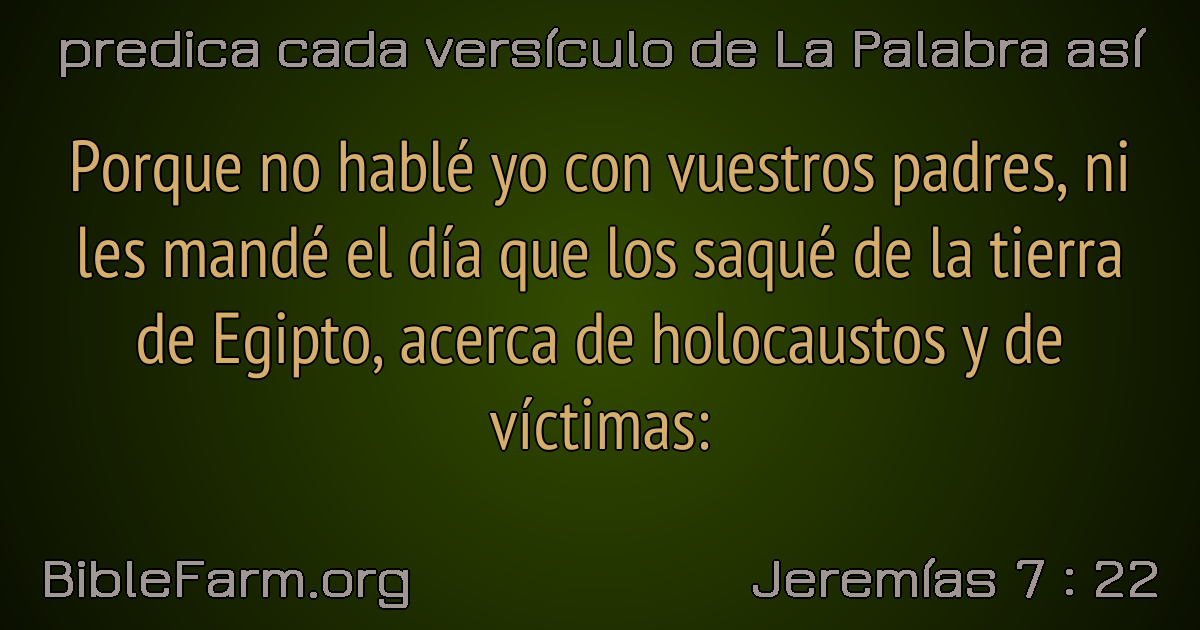 predica cada versículo de La Palabra así
Porque no hablé yo con vuestros padres, ni
les mandé el día que los saqué de la tierra
de Egipto, acerca de holocaustos y de
víctimas:
BibleFarm.org
Jeremías 7 : 22